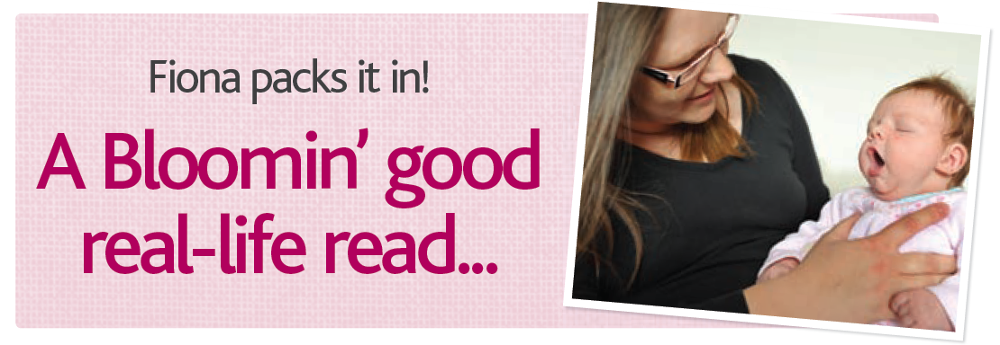 Fiona packs it in!
A Bloomin’ good
real-life read...